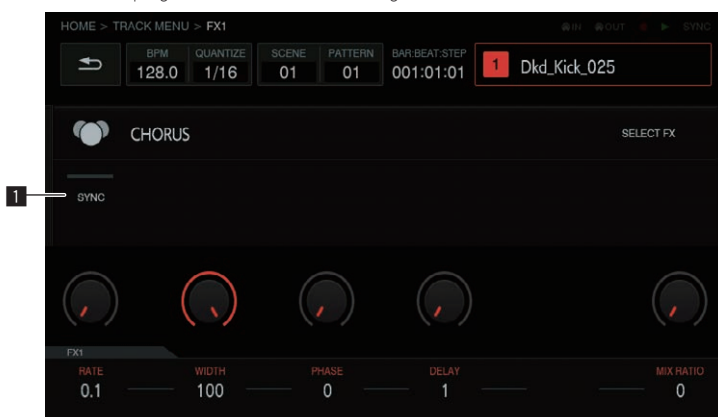 HOME > TRACK MENU > FX1
IN OUT SYNC
BPM QUANTIZE SCENE PATTERN BAR:BEAT:STEP
128.0 1/16 01 01 001:01:01 1 Dkd_Kick_025
CHORUS SELECT FX
1 SYNC
FX1
RATE WIDTH PHASE DELAY MIX RATIO
0.1 100 0 1 0